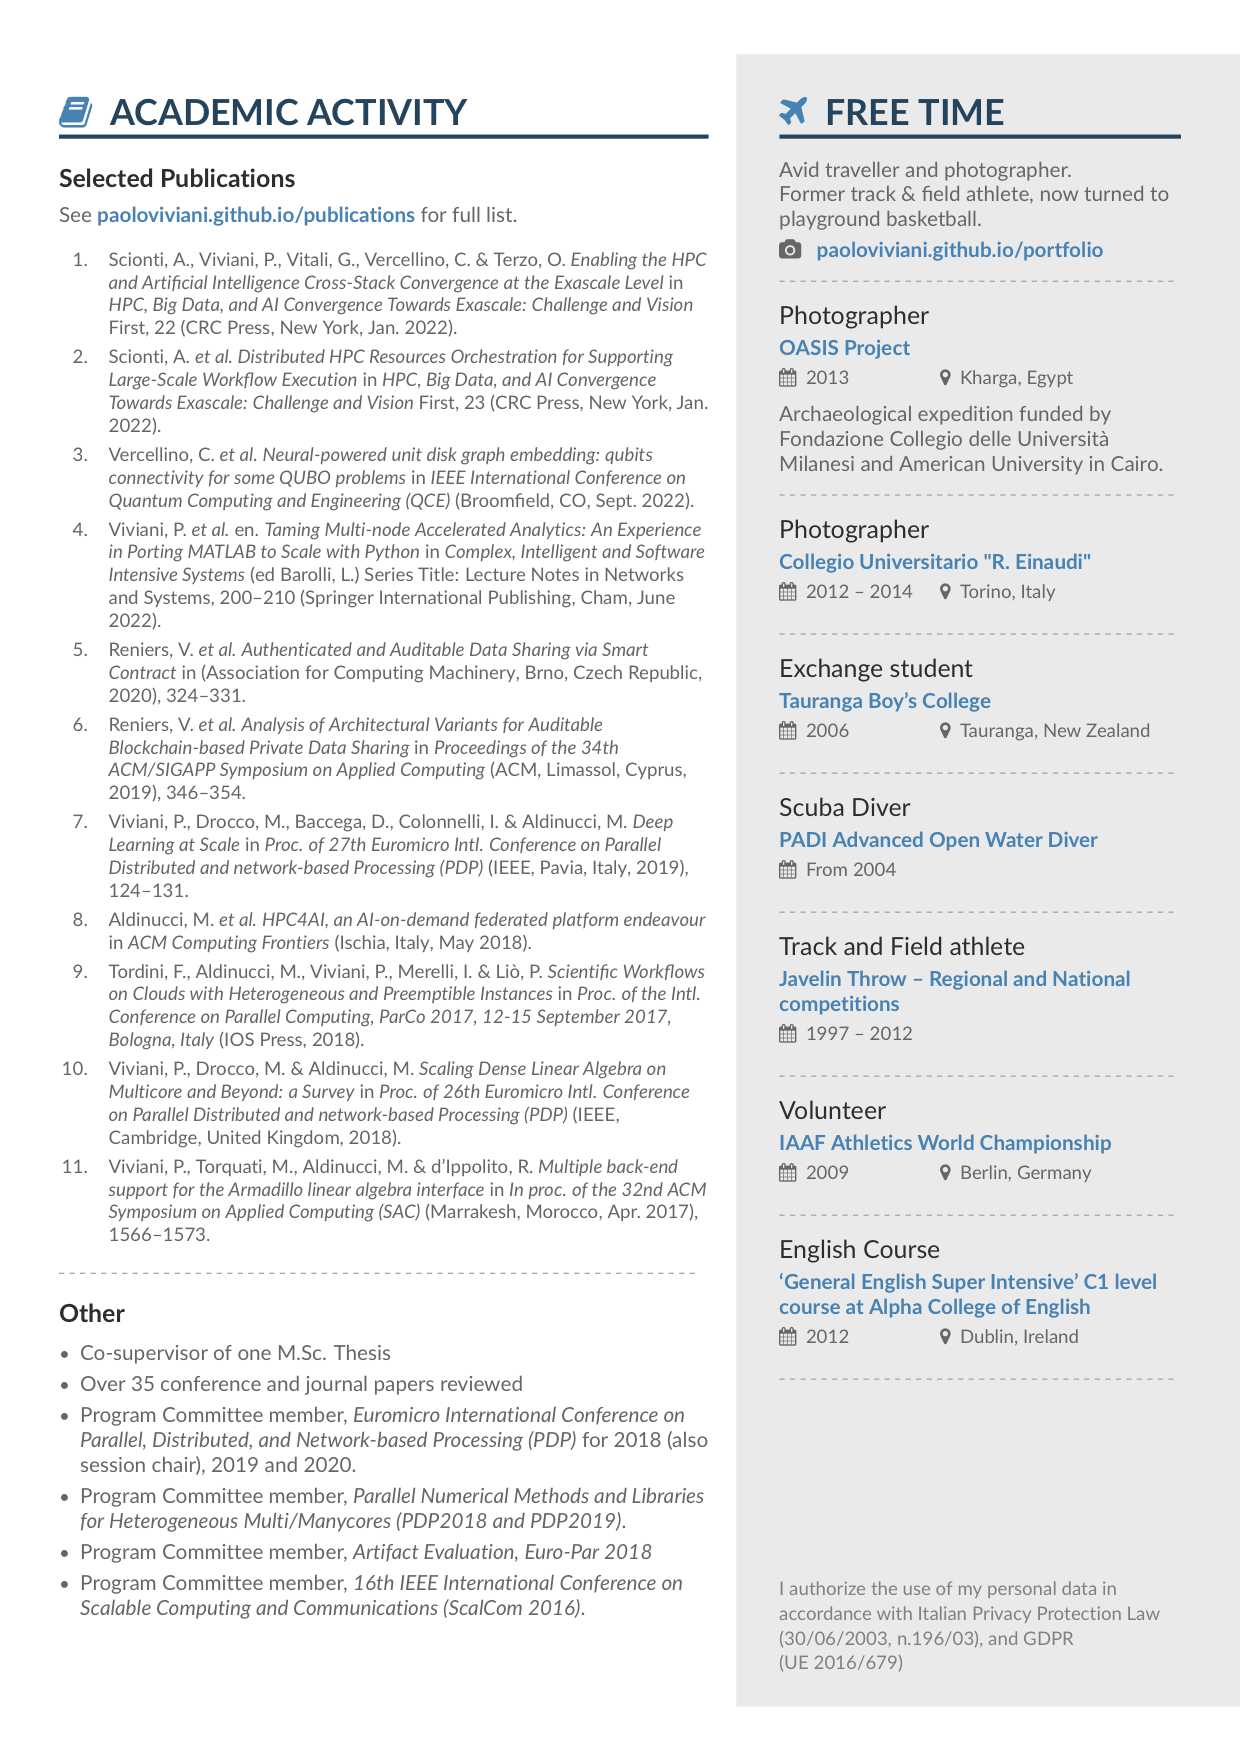 ACADEMIC ACTIVITY
Selected Publications
See paoloviviani.github.io/publications for full list.
1. Scionti, A., Viviani, P., Vitali, G., Vercellino, C. & Terzo, O. Enabling the HPC
and Artificial Intelligence Cross-Stack Convergence at the Exascale Level in
HPC, Big Data, and AI Convergence Towards Exascale: Challenge and Vision
First, 22 (CRC Press, New York, Jan. 2022).
2. Scionti, A. et al. Distributed HPC Resources Orchestration for Supporting
Large-Scale Workflow Execution in HPC, Big Data, and AI Convergence
Towards Exascale: Challenge and Vision First, 23 (CRC Press, New York, Jan.
2022).
3. Vercellino, C. et al. Neural-powered unit disk graph embedding: qubits
connectivity for some QUBO problems in IEEE International Conference on
Quantum Computing and Engineering (QCE) (Broomfield, CO, Sept. 2022).
4. Viviani, P. et al. en. Taming Multi-node Accelerated Analytics: An Experience
in Porting MATLAB to Scale with Python in Complex, Intelligent and Software
Intensive Systems (ed Barolli, L.) Series Title: Lecture Notes in Networks
and Systems, 200–210 (Springer International Publishing, Cham, June
2022).
5. Reniers, V. et al. Authenticated and Auditable Data Sharing via Smart
Contract in (Association for Computing Machinery, Brno, Czech Republic,
2020), 324–331.
6. Reniers, V. et al. Analysis of Architectural Variants for Auditable
Blockchain-based Private Data Sharing in Proceedings of the 34th
ACM/SIGAPP Symposium on Applied Computing (ACM, Limassol, Cyprus,
2019), 346–354.
7. Viviani, P., Drocco, M., Baccega, D., Colonnelli, I. & Aldinucci, M. Deep
Learning at Scale in Proc. of 27th Euromicro Intl. Conference on Parallel
Distributed and network-based Processing (PDP) (IEEE, Pavia, Italy, 2019),
124–131.
8. Aldinucci, M. et al. HPC4AI, an AI-on-demand federated platform endeavour
in ACM Computing Frontiers (Ischia, Italy, May 2018).
9. Tordini, F., Aldinucci, M., Viviani, P., Merelli, I. & Liò, P. Scientific Workflows
on Clouds with Heterogeneous and Preemptible Instances in Proc. of the Intl.
Conference on Parallel Computing, ParCo 2017, 12-15 September 2017,
Bologna, Italy (IOS Press, 2018).
10. Viviani, P., Drocco, M. & Aldinucci, M. Scaling Dense Linear Algebra on
Multicore and Beyond: a Survey in Proc. of 26th Euromicro Intl. Conference
on Parallel Distributed and network-based Processing (PDP) (IEEE,
Cambridge, United Kingdom, 2018).
11. Viviani, P., Torquati, M., Aldinucci, M. & d’Ippolito, R. Multiple back-end
support for the Armadillo linear algebra interface in In proc. of the 32nd ACM
Symposium on Applied Computing (SAC) (Marrakesh, Morocco, Apr. 2017),
1566–1573.
Other
• Co-supervisor of one M.Sc. Thesis
• Over 35 conference and journal papers reviewed
• Program Committee member, Euromicro International Conference on
Parallel, Distributed, and Network-based Processing (PDP) for 2018 (also
session chair), 2019 and 2020.
• Program Committee member, Parallel Numerical Methods and Libraries
for Heterogeneous Multi/Manycores (PDP2018 and PDP2019).
• Program Committee member, Artifact Evaluation, Euro-Par 2018
• Program Committee member, 16th IEEE International Conference on
Scalable Computing and Communications (ScalCom 2016).
FREE TIME
Avid traveller and photographer.
Former track & field athlete, now turned to
playground basketball.
paoloviviani.github.io/portfolio
Photographer
OASIS Project
2013 Kharga, Egypt
Archaeological expedition funded by
Fondazione Collegio delle Università
Milanesi and American University in Cairo.
Photographer
Collegio Universitario "R. Einaudi"
2012 – 2014 Torino, Italy
Exchange student
Tauranga Boy’s College
2006 Tauranga, New Zealand
Scuba Diver
PADI Advanced Open Water Diver
From 2004
Track and Field athlete
Javelin Throw – Regional and National
competitions
1997 – 2012
Volunteer
IAAF Athletics World Championship
2009 Berlin, Germany
English Course
‘General English Super Intensive’ C1 level
course at Alpha College of English
2012 Dublin, Ireland
I authorize the use of my personal data in
accordance with Italian Privacy Protection Law
(30/06/2003, n.196/03), and GDPR
(UE 2016/679)